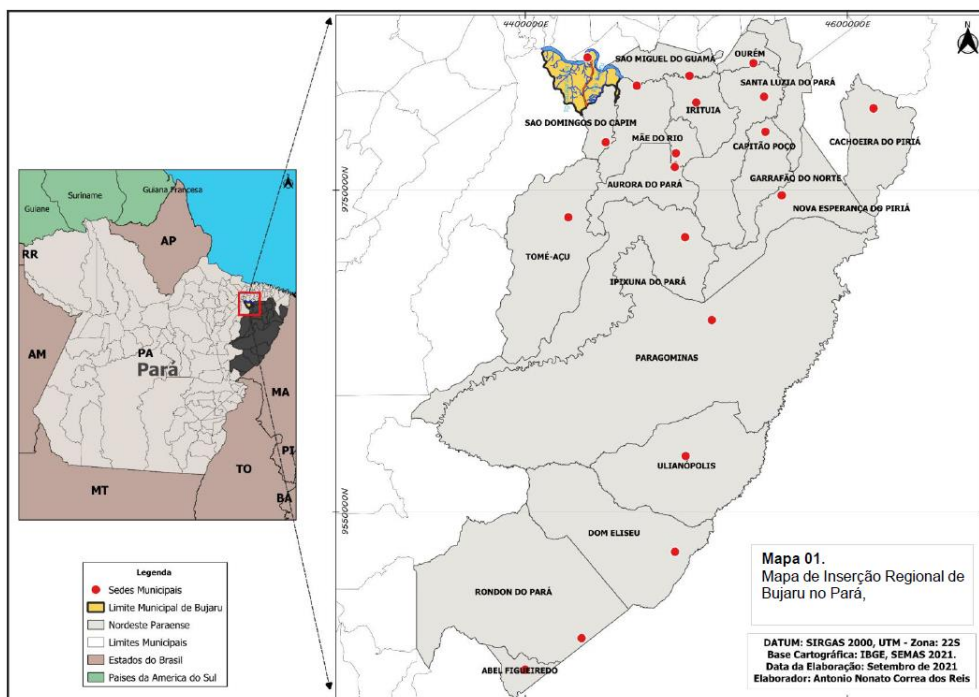 4400000E
4600000E
N
SAO MIGUEL DO GUAMÁ
OURÉM
SANTA LUZIA DO PARÁ
IRITUIA
SAO DOMINGOS DO CAPIM
MÃE DO RIO
CAPITÃO POÇO
CACHOEIRA DO PIRIÁ
AURORA DO PARÁ
GARRAFÃO DO NORTE
9750000N
NOVA ESPERANÇA DO PIRIÁ
TOMÉ-AÇU
IPIXUNA DO PARÁ
PARAGOMINAS
ULIANÓPOLIS
9550000N
DOM ELISEU
RONDON DO PARÁ
ABEL FIGUEIREDO
Guiana Francesa
Suriname
Guiane
AP
RR
AM
PA
Pará
MA
PI
TO
MT
BA
Legenda
Sedes Municipais
Limite Municipal de Bujaru
Nordeste Paraense
Limites Municipais
Estados do Brasil
Paises da America do Sul
Mapa 01.
Mapa de Inserção Regional de
Bujaru no Pará,
DATUM: SIRGAS 2000, UTM - Zona: 22S
Base Cartográfica: IBGE, SEMAS 2021.
Data da Elaboração: Setembro de 2021
Elaborador: Antonio Nonato Correa dos Reis